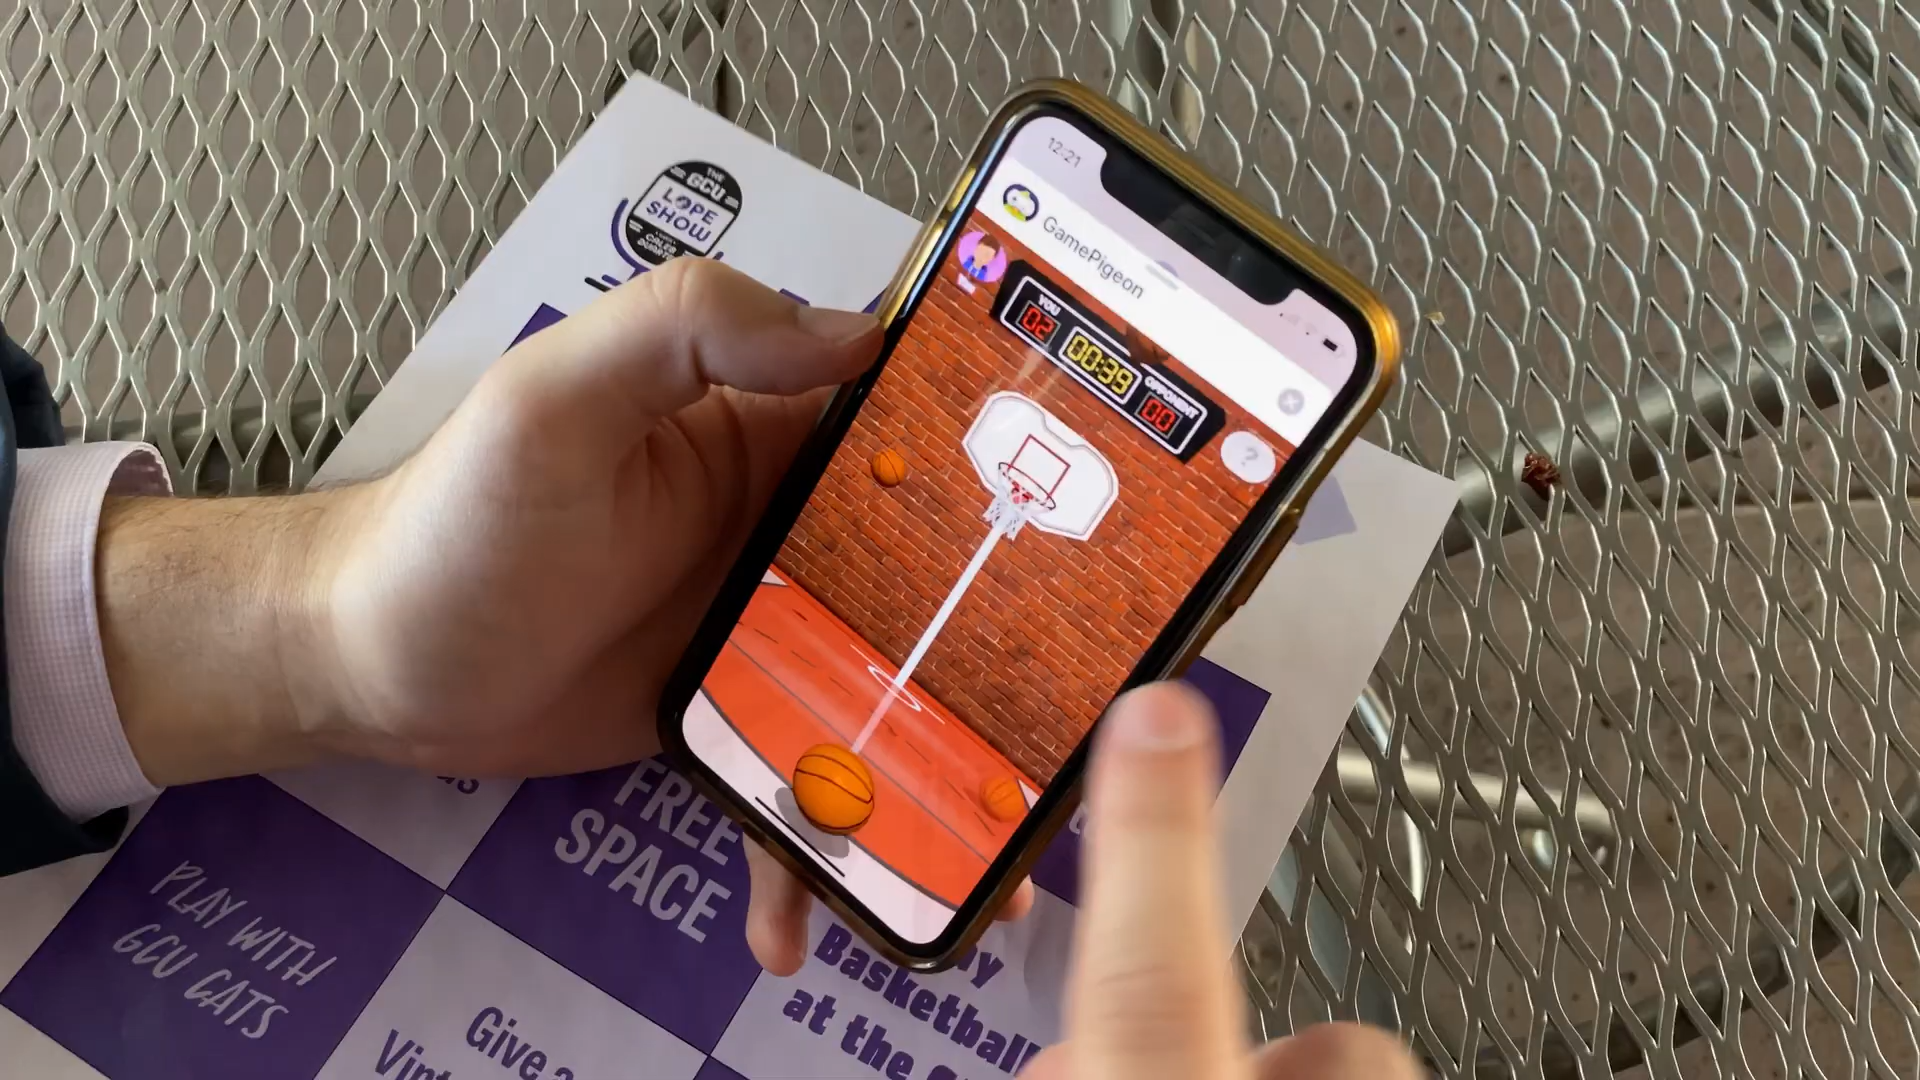 THE
GCU
LOPE
SHOW
CALEB
12:21
GamePigeon
YOU
02
00:39
OPPONENT
00
?
FREE
SPACE
PLAY WITH
GCU CATS
Give a
Basketball
at the